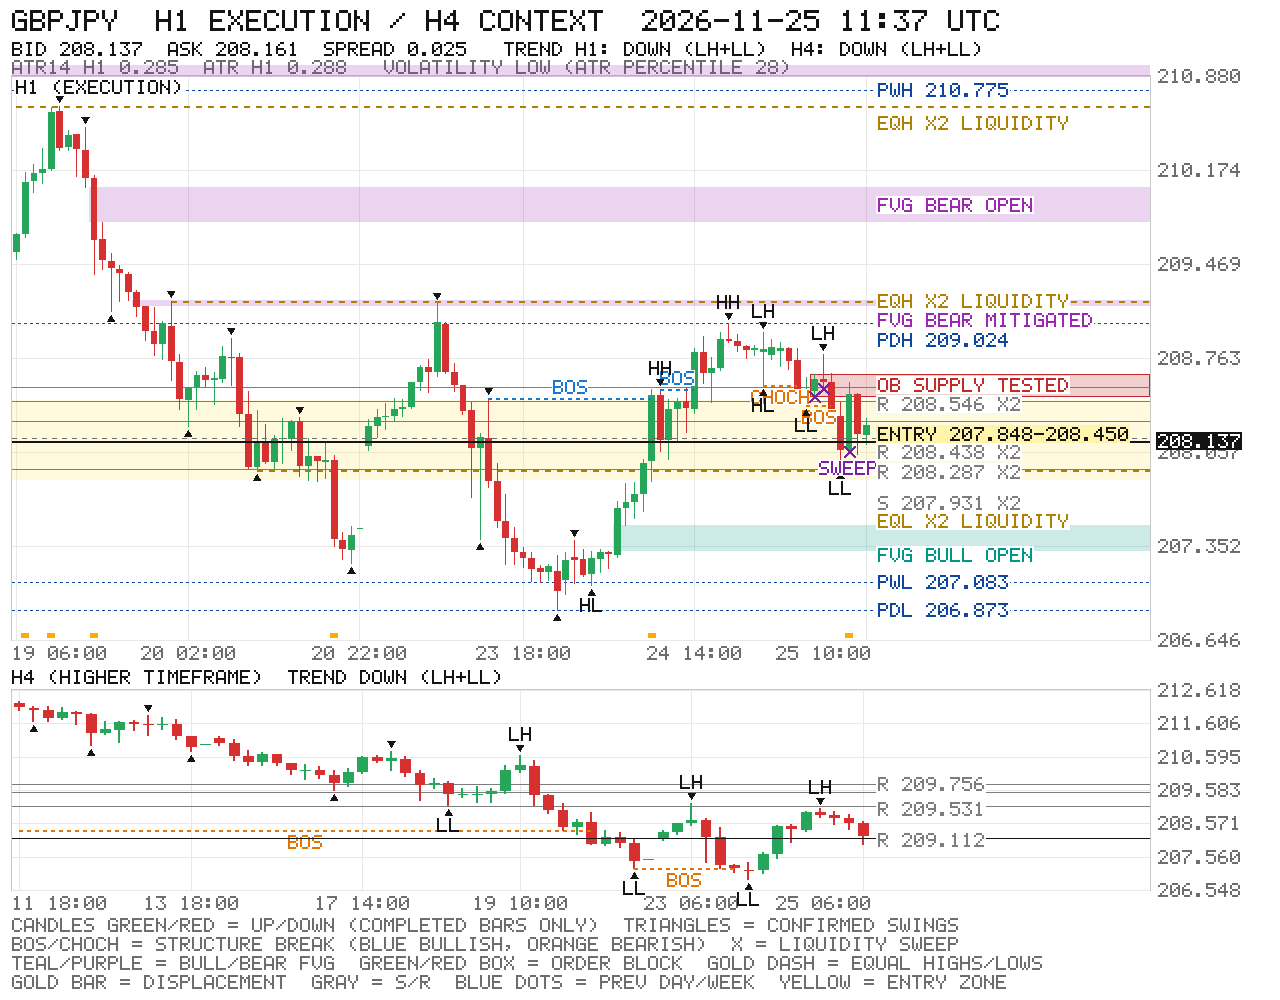 GBPJPY  H1 EXECUTION / H4 CONTEXT  2026-11-25 11:37 UTC
BID 208.137  ASK 208.161  SPREAD 0.025   TREND H1: DOWN (LH+LL)  H4: DOWN (LH+LL)
ATR14 H1 0.285  ATR H1 0.288   VOLATILITY LOW (ATR PERCENTILE 28)
210.880
H1 (EXECUTION)
PWH 210.775
EQH X2 LIQUIDITY
210.174
FVG BEAR OPEN
209.469
EQH X2 LIQUIDITY
HH
LH
FVG BEAR MITIGATED
LH
PDH 209.024
208.763
HH
BOS
BOS
OB SUPPLY TESTED
CHOCH
HL
R 208.546 X2
BOS
LL
ENTRY 207.848-208.450
208.137
R 208.438 X2
SWEEP
R 208.287 X2
LL
S 207.931 X2
EQL X2 LIQUIDITY
207.352
FVG BULL OPEN
PWL 207.083
HL
PDL 206.873
206.646
19 06:00
20 02:00
20 22:00
23 18:00
24 14:00
25 10:00
H4 (HIGHER TIMEFRAME)  TREND DOWN (LH+LL)
212.618
211.606
LH
210.595
LH
LH
R 209.756
209.583
R 209.531
LL
208.571
BOS
R 209.112
207.560
BOS
LL
206.548
LL
11 18:00
13 18:00
17 14:00
19 10:00
23 06:00
25 06:00
CANDLES GREEN/RED = UP/DOWN (COMPLETED BARS ONLY)  TRIANGLES = CONFIRMED SWINGS
BOS/CHOCH = STRUCTURE BREAK (BLUE BULLISH, ORANGE BEARISH)  X = LIQUIDITY SWEEP
TEAL/PURPLE = BULL/BEAR FVG  GREEN/RED BOX = ORDER BLOCK  GOLD DASH = EQUAL HIGHS/LOWS
GOLD BAR = DISPLACEMENT  GRAY = S/R  BLUE DOTS = PREV DAY/WEEK  YELLOW = ENTRY ZONE